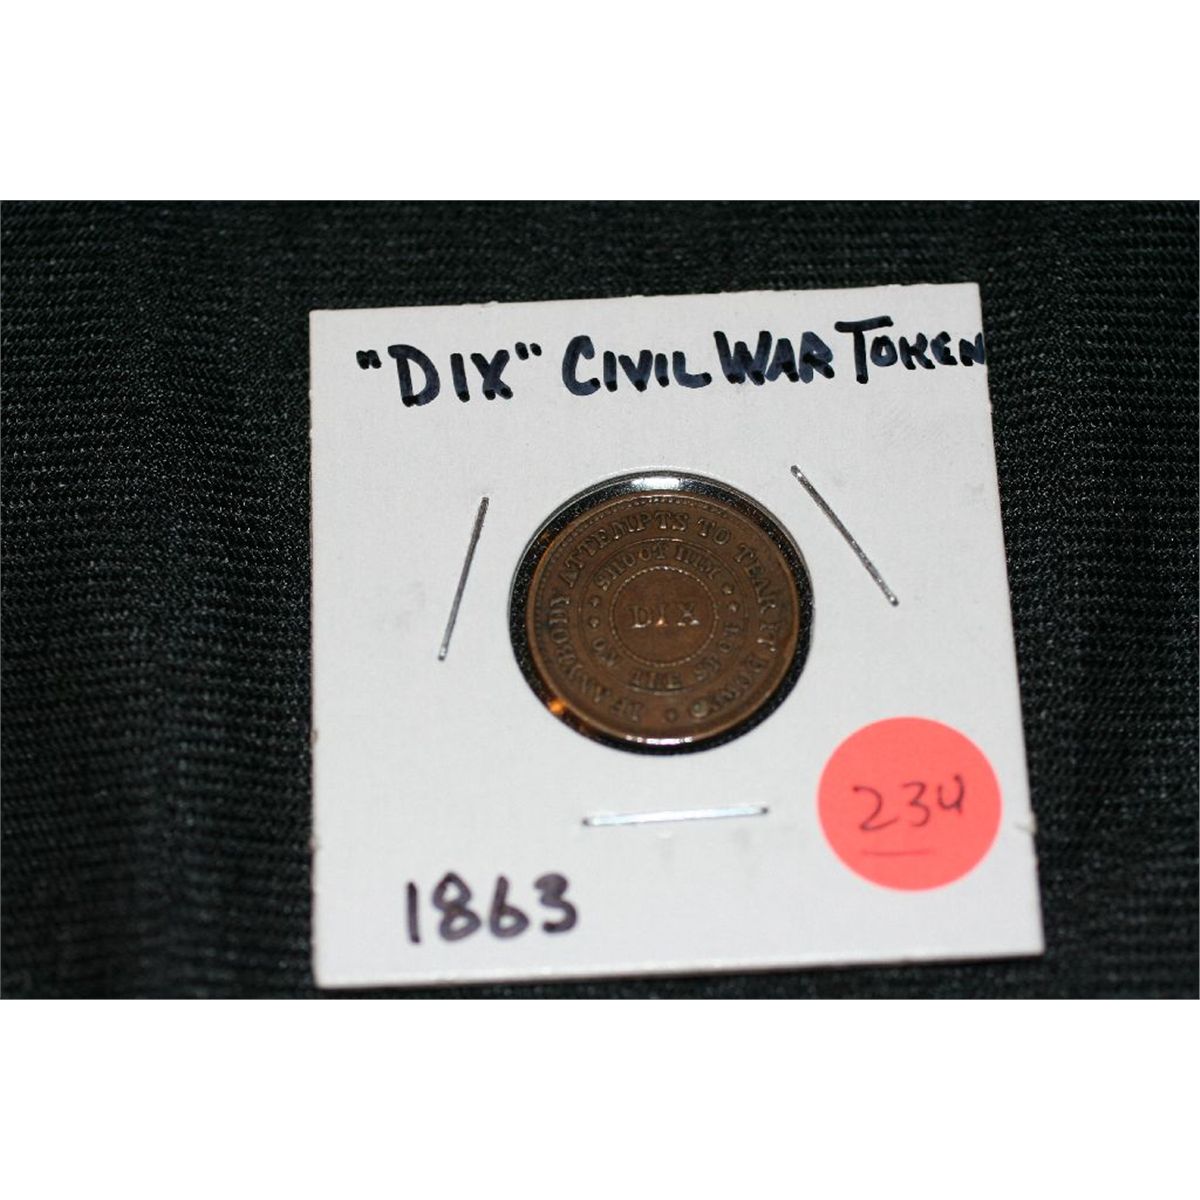 "DIX" CIVIL WAR TOKEN
IF ANYBODY ATTEMPTS TO TEAR IT DOWN
SHOOT HIM
ON THE SPOT
DIX
234
1863